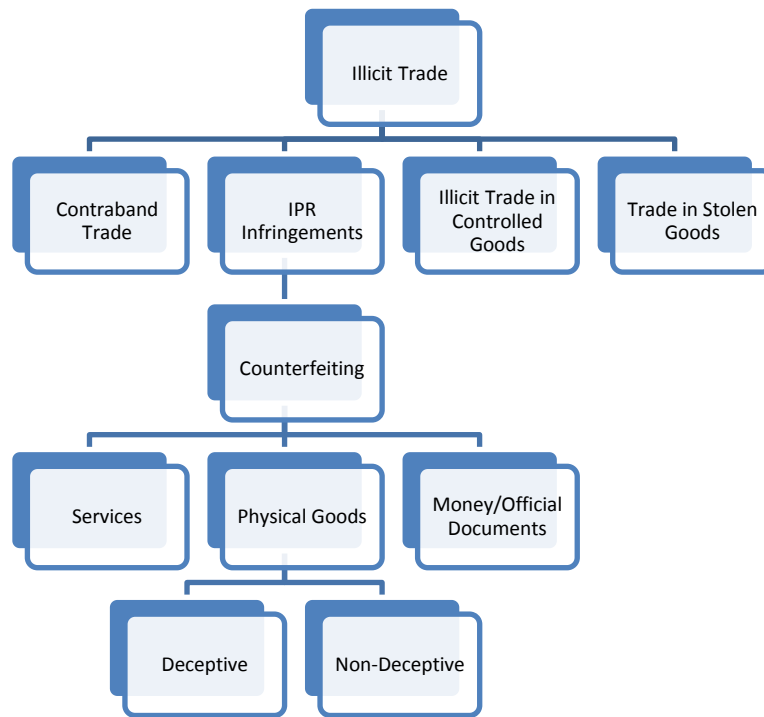 Illicit Trade
Contraband
Trade
IPR
Infringements
Illicit Trade in
Controlled
Goods
Trade in Stolen
Goods
Counterfeiting
Services
Physical Goods
Money/Official
Documents
Deceptive
Non-Deceptive